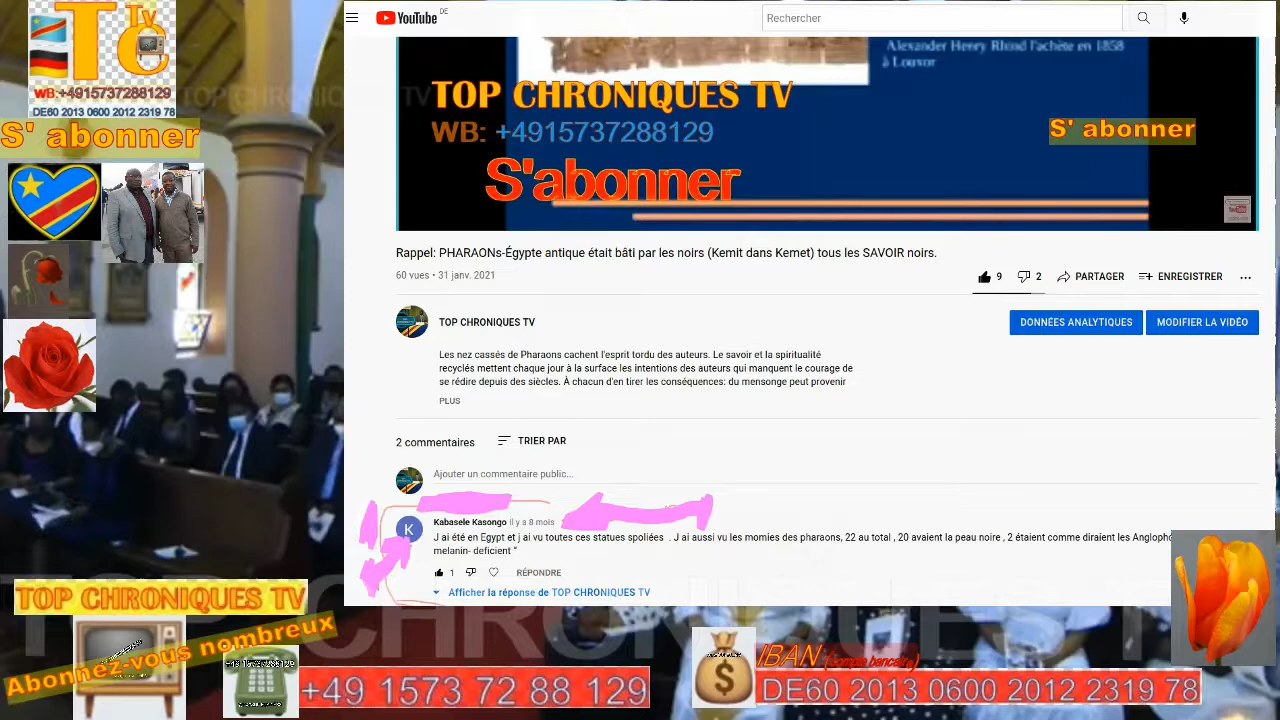 Tv
Tc
WB:+4915737288129
DE60 2013 0600 2012 2319 78
S' abonner
YouTube DE
Rechercher
Alexander Henry Rhind l'achète en 1858
à Louxor
TOP CHRONIQUES TV
WB: +4915737288129
S'abonner
S' abonner
Rappel: PHARAONs-Égypte antique était bâti par les noirs (Kemit dans Kemet) tous les SAVOIR noirs.
60 vues • 31 janv. 2021
9 2 PARTAGER ENREGISTRER ...
TOP CHRONIQUES TV
DONNÉES ANALYTIQUES MODIFIER LA VIDÉO
Les nez cassés de Pharaons cachent l'esprit tordu des auteurs. Le savoir et la spiritualité
recyclés mettent chaque jour à la surface les intentions des auteurs qui manquent le courage de
se rédire depuis des siècles. À chacun d'en tirer les conséquences: du mensonge peut provenir
PLUS
2 commentaires TRIER PAR
Ajouter un commentaire public...
K
Kabasele Kasongo il y a 8 mois
J ai été en Egypt et j ai vu toutes ces statues spoliées . J ai aussi vu les momies des pharaons, 22 au total , 20 avaient la peau noire , 2 étaient comme diraient les
melanin- deficient “
1 RÉPONDRE
Afficher la réponse de TOP CHRONIQUES TV
TOP CHRONIQUES TV
TOP CHRONIQUES TV
Abonnez-vous nombreux
+49 1573 72 88 129
$
IBAN (compte bancaire)
DE60 2013 0600 2012 2319 78